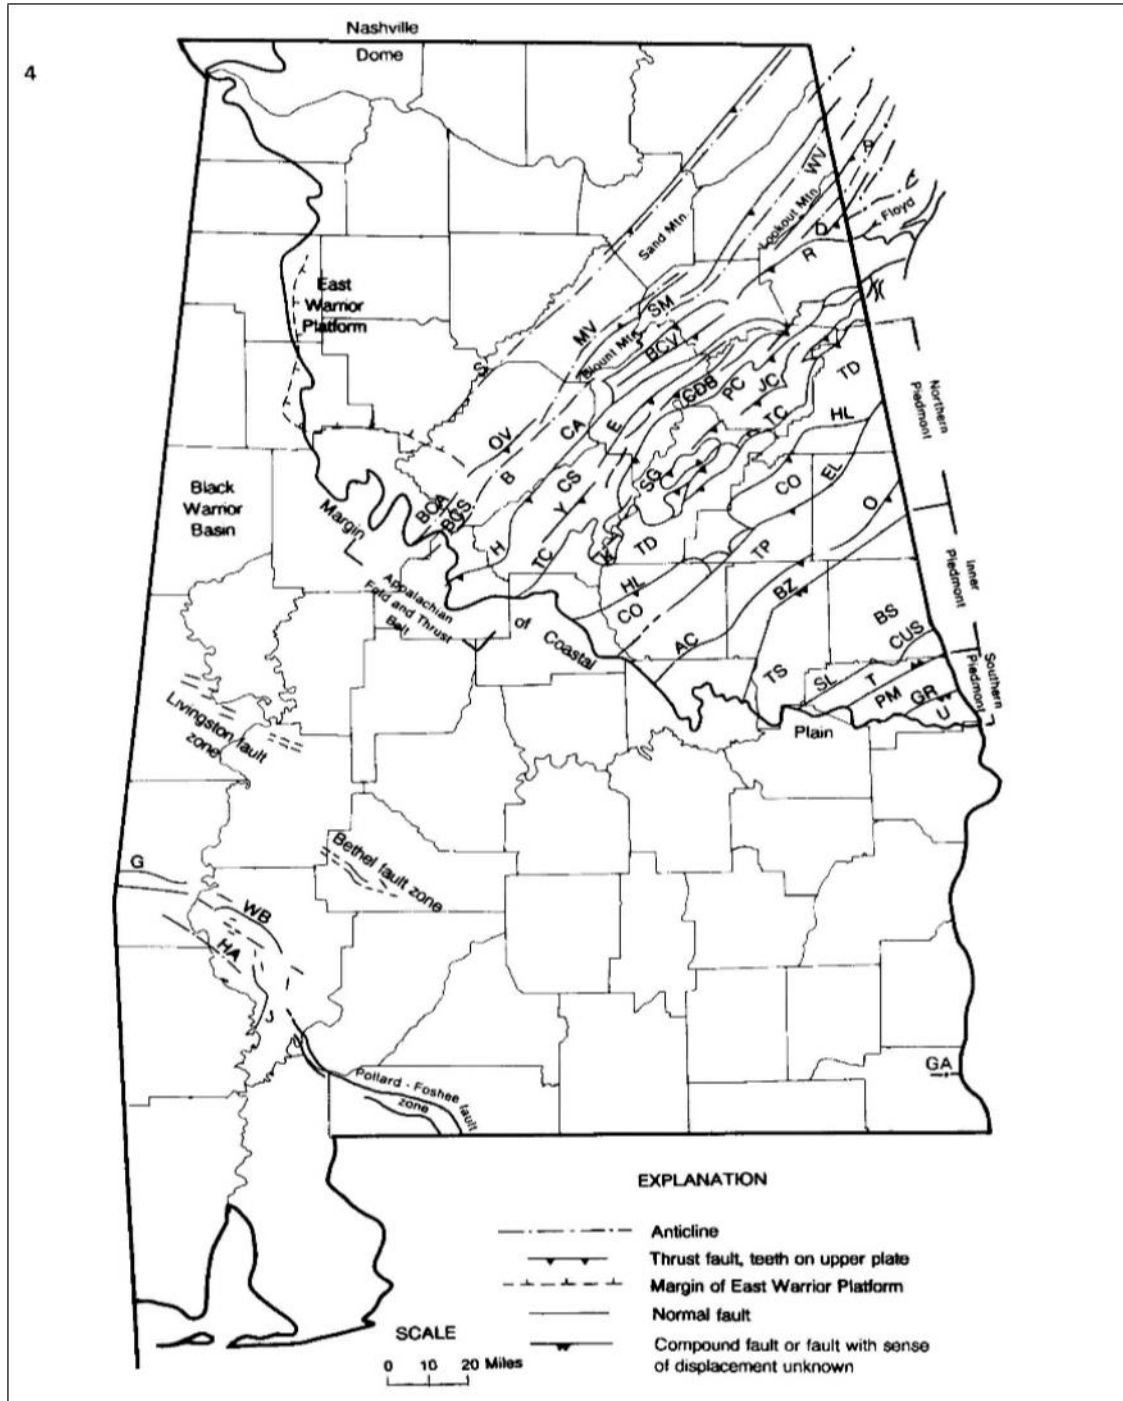 4
Nashville
Dome
WV
Lookout Mtn.
Sand Mtn.
D
C
Floyd
R
East
Warrior
Platform
SM
MV
Blount Mtn.
BCV
S
CDB
PC
JC
TC
TD
Northern
Piedmont
HL
OV
CA
E
B
CS
Y
SG
CO
EL
O
Black
Warrior
Basin
Margin
BOA
BGS
H
TC
K
TD
TP
HL
CO
BZ
AC
Inner
Piedmont
Appalachian
Fold and Thrust
Belt
of
Coastal
BS
CUS
TS
SL
T
PM
GR
U
Southern
Piedmont
Plain
Livingston fault
zone
Bethel fault zone
G
WB
HA
J
GA
Pollard - Foshee fault
zone
EXPLANATION
Anticline
Thrust fault, teeth on upper plate
Margin of East Warrior Platform
Normal fault
Compound fault or fault with sense
of displacement unknown
SCALE
0 10 20 Miles